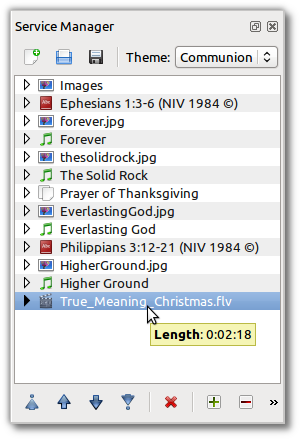 Service Manager
Theme: Communion
Images
Ephesians 1:3-6 (NIV 1984 ©)
forever.jpg
Forever
thesolidrock.jpg
The Solid Rock
Prayer of Thanksgiving
EverlastingGod.jpg
Everlasting God
Philippians 3:12-21 (NIV 1984 ©)
HigherGround.jpg
Higher Ground
True_Meaning_Christmas.flv
Length: 0:02:18
»